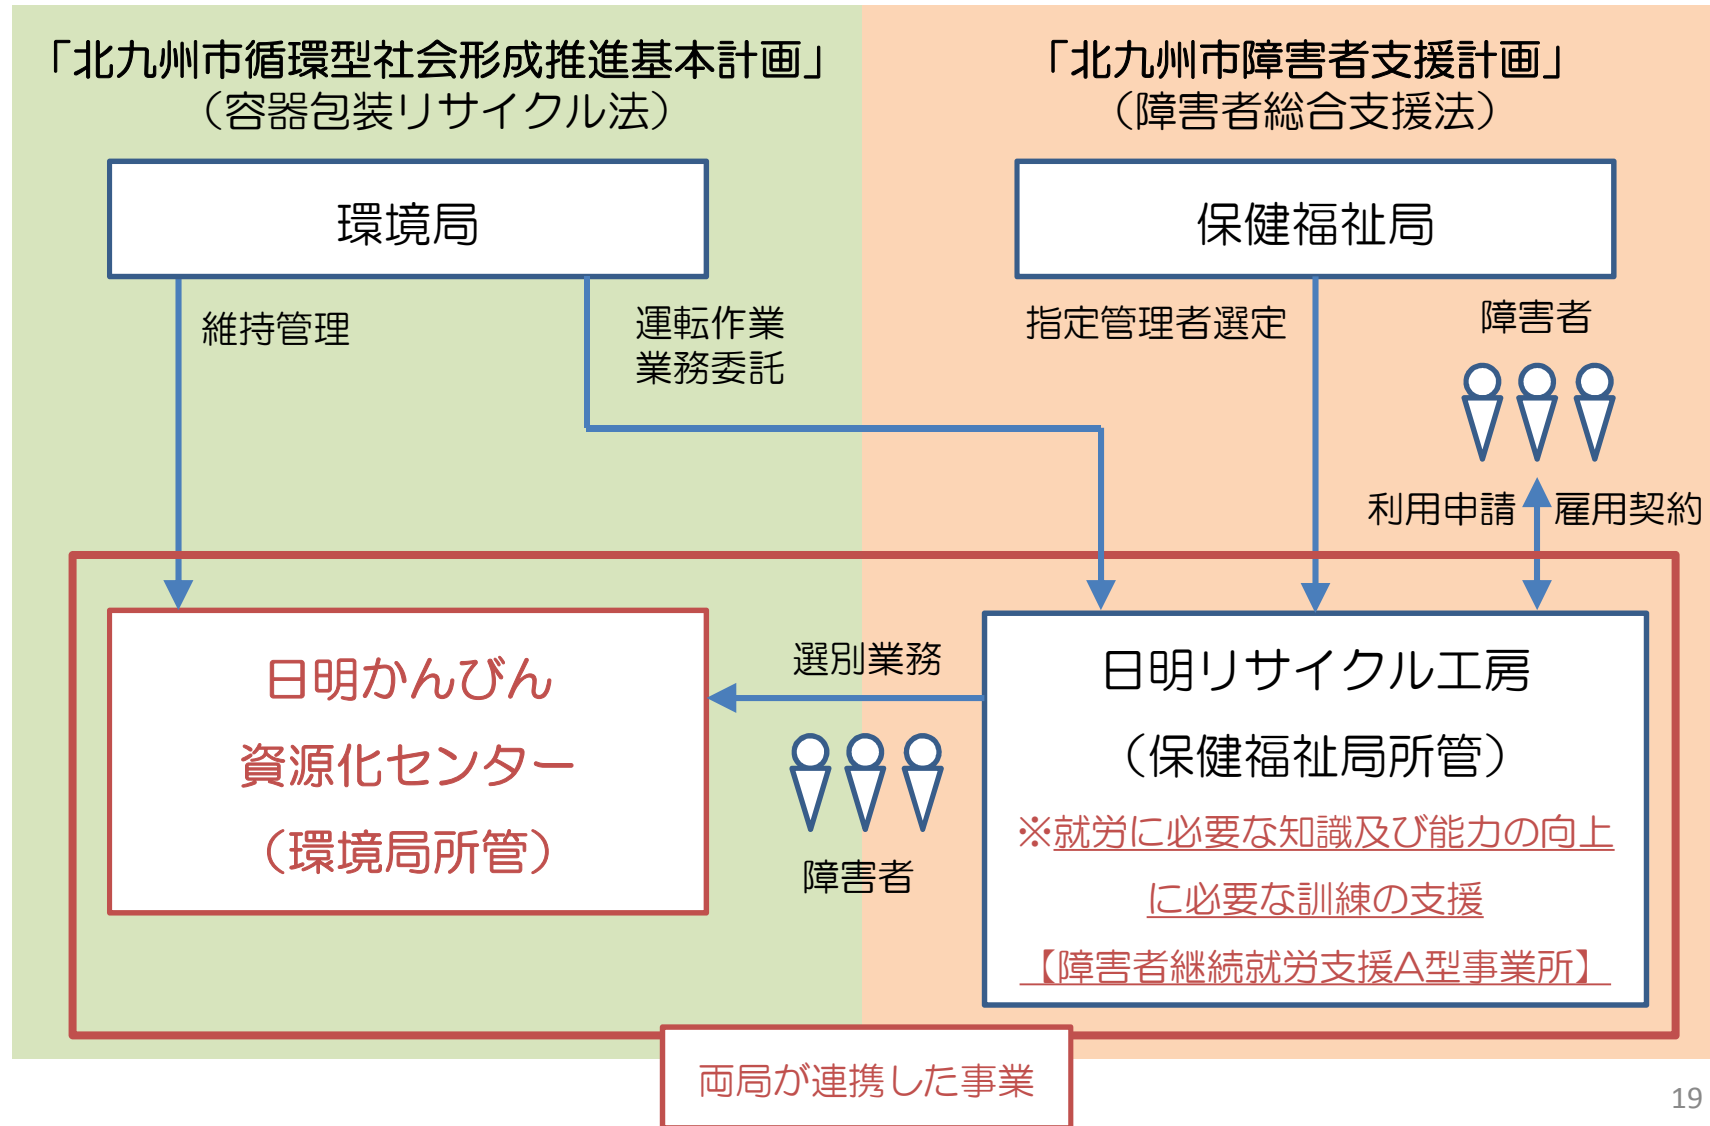 「北九州市循環型社会形成推進基本計画」
（容器包装リサイクル法）
「北九州市障害者支援計画」
（障害者総合支援法）
環境局
保健福祉局
維持管理
運転作業
業務委託
指定管理者選定
障害者
利用申請
雇用契約
日明かんびん
資源化センター
（環境局所管）
選別業務
障害者
日明リサイクル工房
（保健福祉局所管）
※就労に必要な知識及び能力の向上
に必要な訓練の支援
【障害者継続就労支援A型事業所】
両局が連携した事業
19